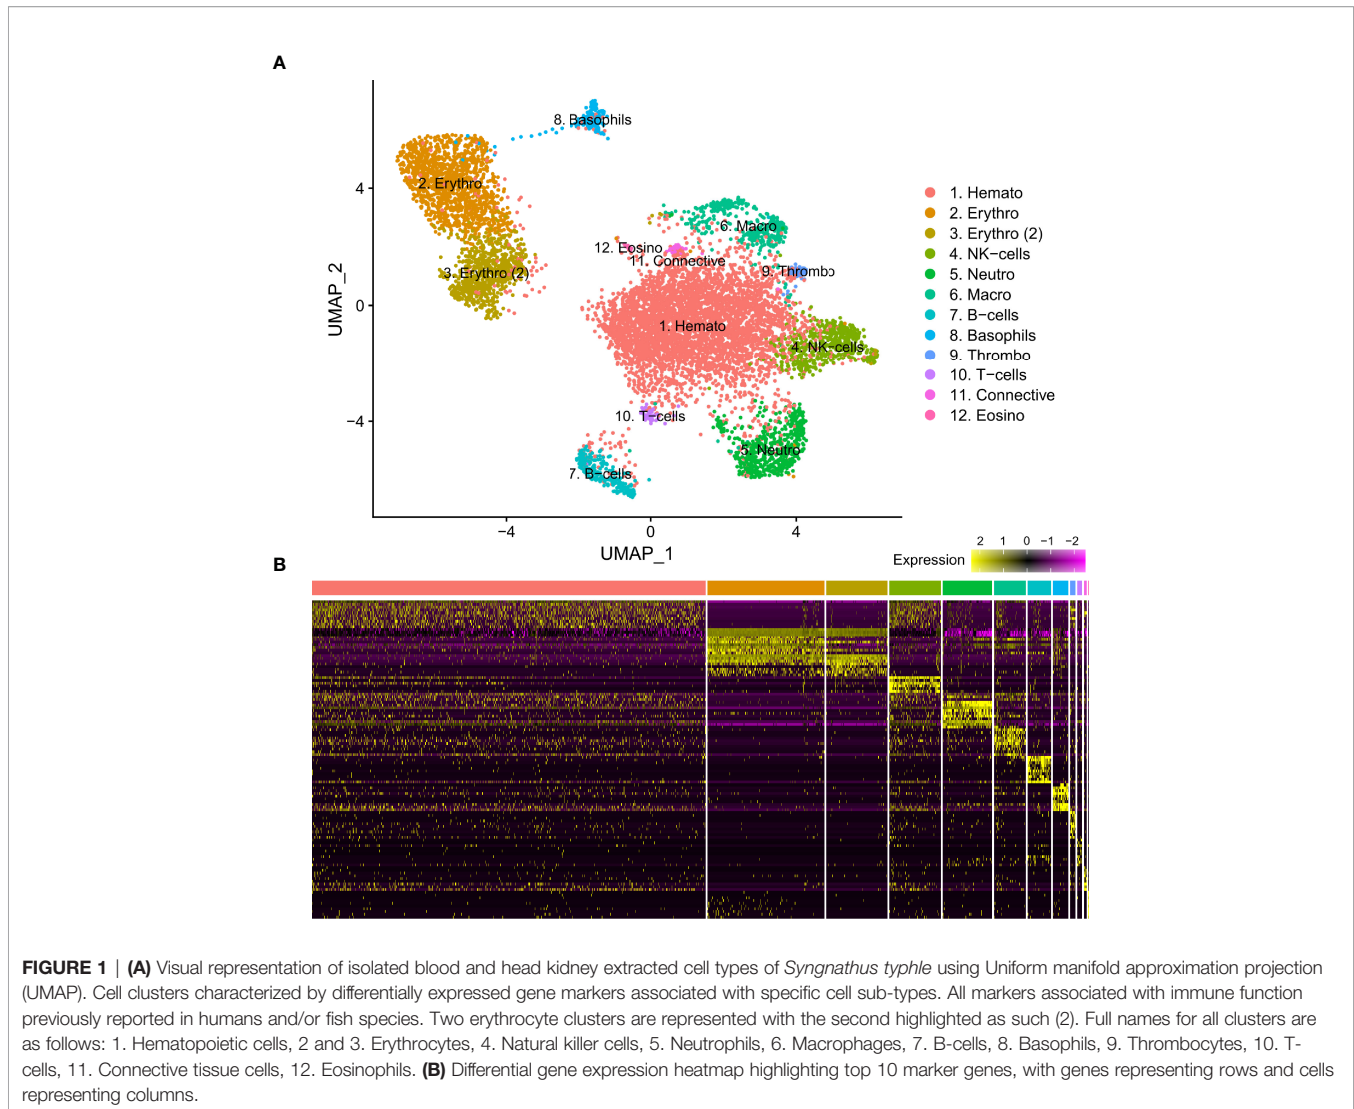 A
8. Basophils
2. Erythro
6. Macro
12. Eosino
11. Connective
3. Erythro (2)
9. Thrombo
1. Hemato
4. NK−cells
10. T−cells
5. Neutro
7. B−cells
4
0
−4
UMAP_2
−4
0
4
UMAP_1
1. Hemato
2. Erythro
3. Erythro (2)
4. NK−cells
5. Neutro
6. Macro
7. B−cells
8. Basophils
9. Thrombo
10. T−cells
11. Connective
12. Eosino
B
Expression
2 1 0 −1 −2
FIGURE 1 | (A) Visual representation of isolated blood and head kidney extracted cell types of Syngnathus typhle using Uniform manifold approximation projection
(UMAP). Cell clusters characterized by differentially expressed gene markers associated with specific cell sub-types. All markers associated with immune function
previously reported in humans and/or fish species. Two erythrocyte clusters are represented with the second highlighted as such (2). Full names for all clusters are
as follows: 1. Hematopoietic cells, 2 and 3. Erythrocytes, 4. Natural killer cells, 5. Neutrophils, 6. Macrophages, 7. B-cells, 8. Basophils, 9. Thrombocytes, 10. T-
cells, 11. Connective tissue cells, 12. Eosinophils. (B) Differential gene expression heatmap highlighting top 10 marker genes, with genes representing rows and cells
representing columns.